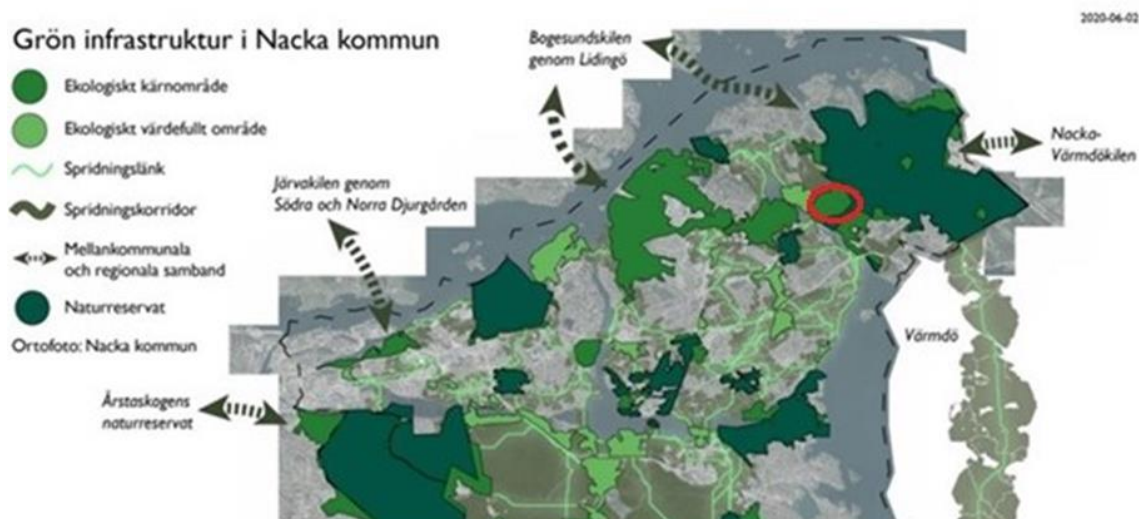 2020-06-02
Grön infrastruktur i Nacka kommun
Ekologiskt kärnområde
Ekologiskt värdefullt område
Spridningslänk
Spridningskorridor
Mellankommunala
och regionala samband
Naturreservat
Ortofoto: Nacka kommun
Bogesundskilen
genom Lidingö
Nacka-
Värmdökilen
Järvakilen genom
Södra och Norra Djurgården
Värmdö
Årstaskogens
naturreservat